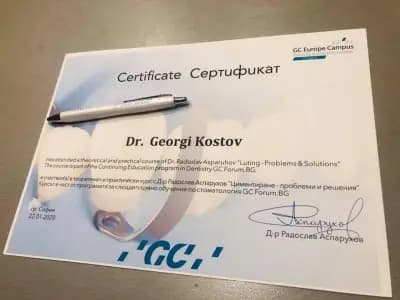 GC Europe Campus
Certificate Сертификат
Dr. Georgi Kostov
Has attended a theoretical and practical course of Dr. Radoslav Asparuhov "Luting - Problems & Solutions"
The course is part of the Continuing Education program in Dentistry GC Forum.BG
и участва в теоретичен и практически курс с Д-р Радослав Аспарухов "Циментиране - проблеми и решения"
Курсът е част от програмата за следдипломно обучение по стоматология GC Forum.BG
гр. София
22.01.2020
Аспарухов
Д-р Радослав Аспарухов
GC